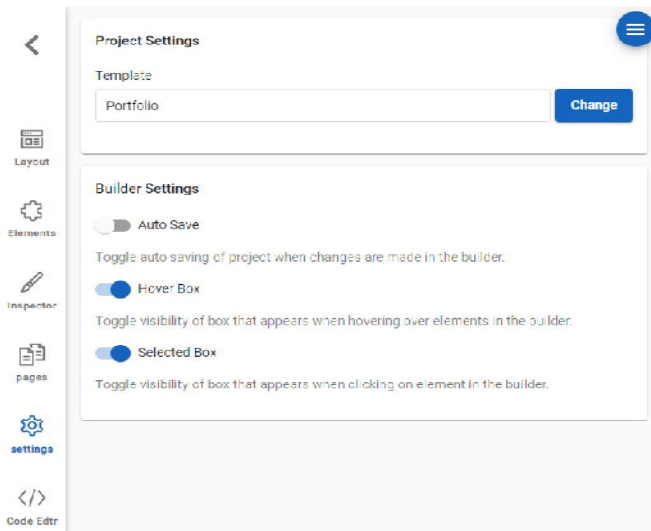 Project Settings
Template
Portfolio
Change
Layout
Builder Settings
Elements
Auto Save
Toggle auto saving of project when changes are made in the builder.
Hover Box
Inspector
Toggle visibility of box that appears when hovering over elements in the builder.
Selected Box
pages
Toggle visibility of box that appears when clicking on element in the builder.
settings
Code Edtr